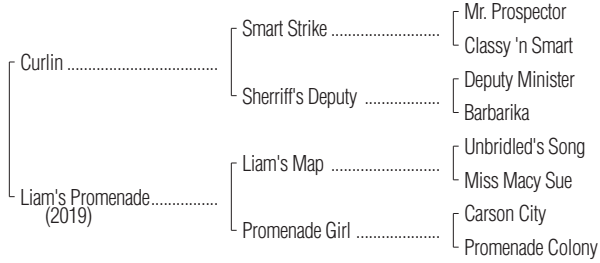 Mr. Prospector
Smart Strike ......................
Classy 'n Smart
Curlin ..............................
Deputy Minister
Sherriff's Deputy ...............
Barbarika
Unbridled's Song
Liam's Map ......................
Miss Macy Sue
Liam's Promenade.............
(2019)
Carson City
Promenade Girl .................
Promenade Colony